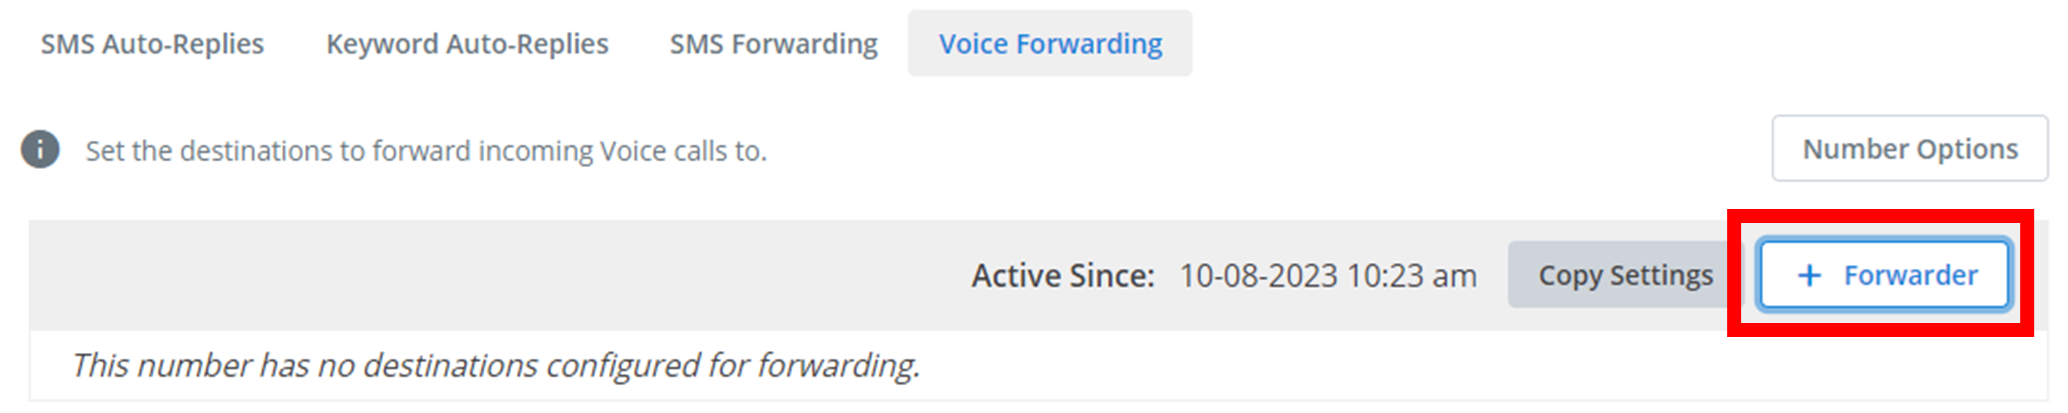 SMS Auto-Replies Keyword Auto-Replies SMS Forwarding Voice Forwarding
Set the destinations to forward incoming Voice calls to.
Number Options
Active Since: 10-08-2023 10:23 am Copy Settings + Forwarder
This number has no destinations configured for forwarding.